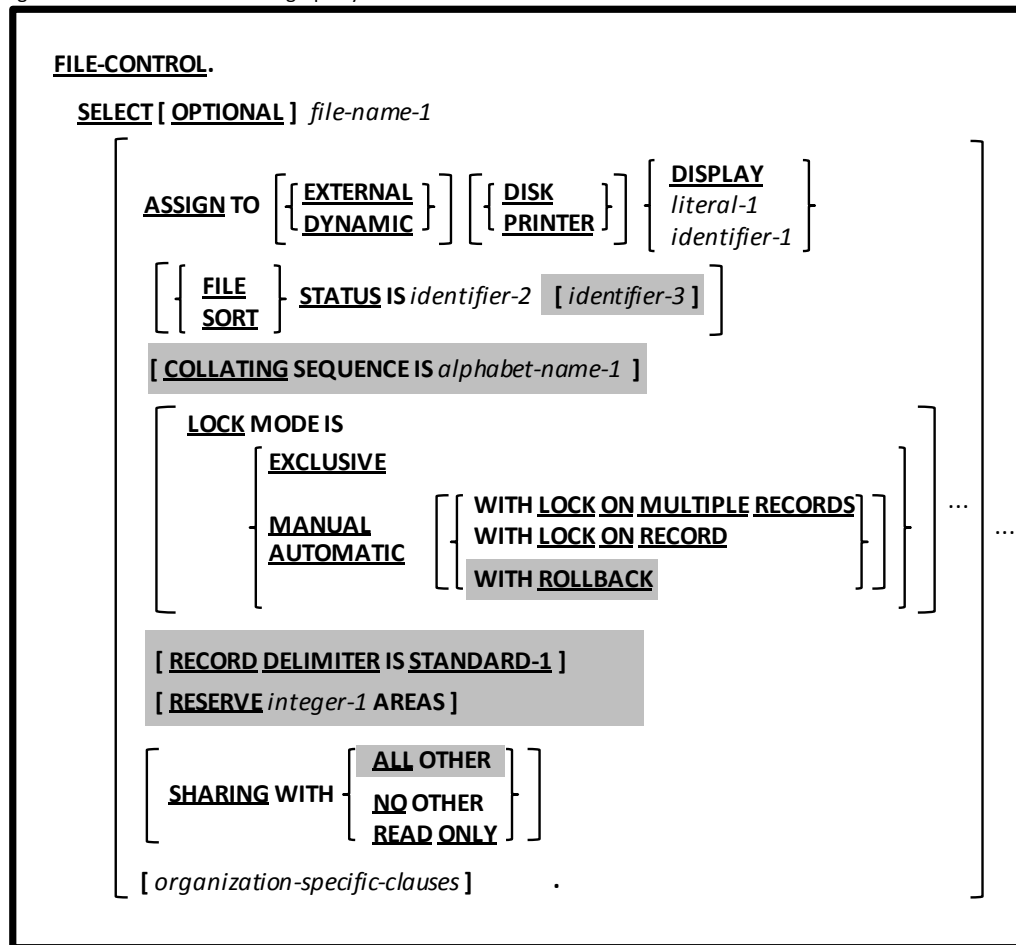 FILE-CONTROL.
SELECT [ OPTIONAL ] file-name-1
ASSIGN TO [ { EXTERNAL DYNAMIC } ] [ { DISK PRINTER } ] { DISPLAY literal-1 identifier-1 }
[ { FILE SORT } STATUS IS identifier-2 [ identifier-3 ] ]
[ COLLATING SEQUENCE IS alphabet-name-1 ]
LOCK MODE IS
EXCLUSIVE
MANUAL
AUTOMATIC
WITH LOCK ON MULTIPLE RECORDS
WITH LOCK ON RECORD
WITH ROLLBACK
...
...
[ RECORD DELIMITER IS STANDARD-1 ]
[ RESERVE integer-1 AREAS ]
SHARING WITH
ALL OTHER
NO OTHER
READ ONLY
[ organization-specific-clauses ] .